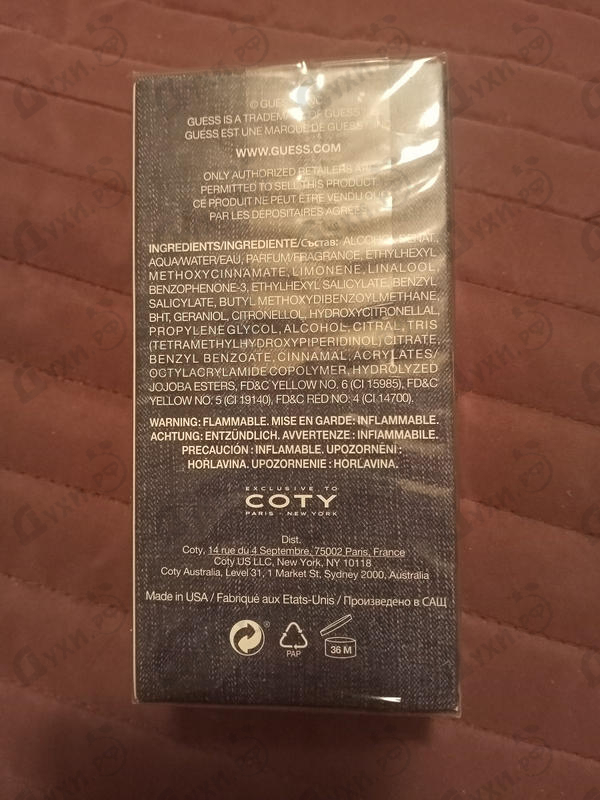 © GUESS
GUESS IS A TRADEMARK OF GUESS
GUESS EST UNE MARQUE DE GUESS
WWW.GUESS.COM
ONLY AUTHORIZED RETAILERS ARE
PERMITTED TO SELL THIS PRODUCT.
CE PRODUIT NE PEUT ÊTRE VENDU QUE
PAR LES DÉPOSITAIRES AGRÉÉS.
INGREDIENTS/INGREDIENTE/Състав: ALCOHOL DENAT.,
AQUA/WATER/EAU, PARFUM/FRAGRANCE, ETHYLHEXYL
METHOXYCINNAMATE, LIMONENE, LINALOOL,
BENZOPHENONE-3, ETHYLHEXYL SALICYLATE, BENZYL
SALICYLATE, BUTYL METHOXYDIBENZOYLMETHANE,
BHT, GERANIOL, CITRONELLOL, HYDROXYCITRONELLAL,
PROPYLENE GLYCOL, ALCOHOL, CITRAL, TRIS
(TETRAMETHYLHYDROXYPIPERIDINOL) CITRATE,
BENZYL BENZOATE, CINNAMAL, ACRYLATES/
OCTYLACRYLAMIDE COPOLYMER, HYDROLYZED
JOJOBA ESTERS, FD&C YELLOW NO. 6 (CI 15985), FD&C
YELLOW NO. 5 (CI 19140), FD&C RED NO. 4 (CI 14700).
WARNING: FLAMMABLE. MISE EN GARDE: INFLAMMABLE.
ACHTUNG: ENTZÜNDLICH. AVVERTENZE : INFIAMMABILE.
PRECAUCIÓN : INFLAMABLE. UPOZORNĚNÍ :
HOŘLAVINA. UPOZORNENIE : HORĽAVINA.
EXCLUSIVE TO
COTY
PARIS - NEW YORK
Dist.
Coty, 14 rue du 4 Septembre, 75002 Paris, France
Coty US LLC, New York, NY 10118
Coty Australia, Level 31, 1 Market St, Sydney 2000, Australia
Made in USA / Fabriqué aux Etats-Unis / Произведено в САЩ
®
PAP
36 M
Духи.рф